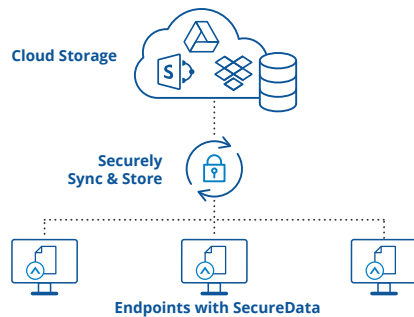 Cloud Storage
S
Securely
Sync & Store
Endpoints with SecureData